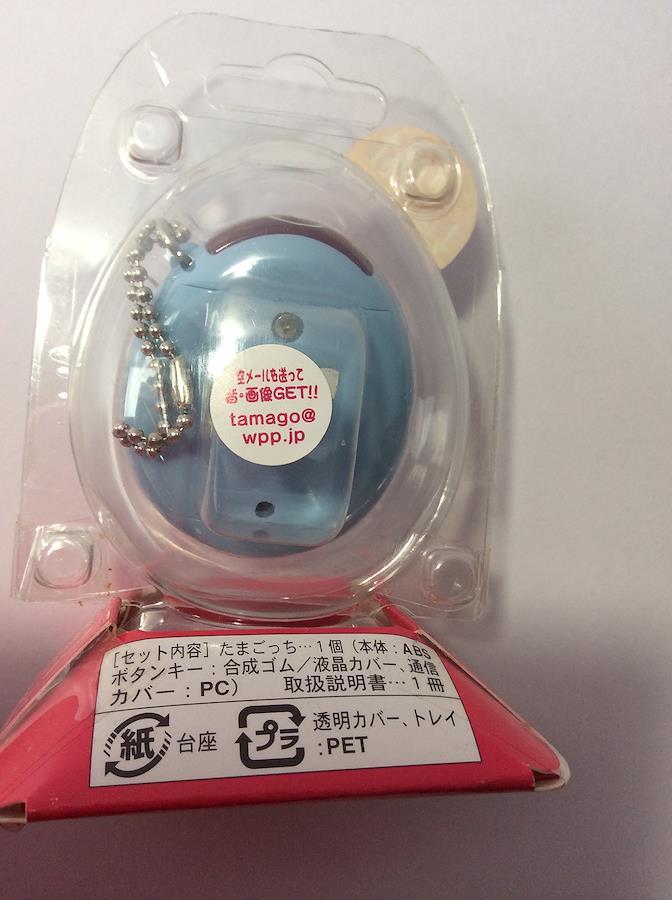 空メールを送って
着・画像GET!!
tamago@
wpp.jp
[セット内容] たまごっち…1個 (本体:ABS
ボタンキー:合成ゴム/液晶カバー、通信
カバー:PC) 取扱説明書…1冊
紙 台座 プラ 透明カバー、トレイ
:PET